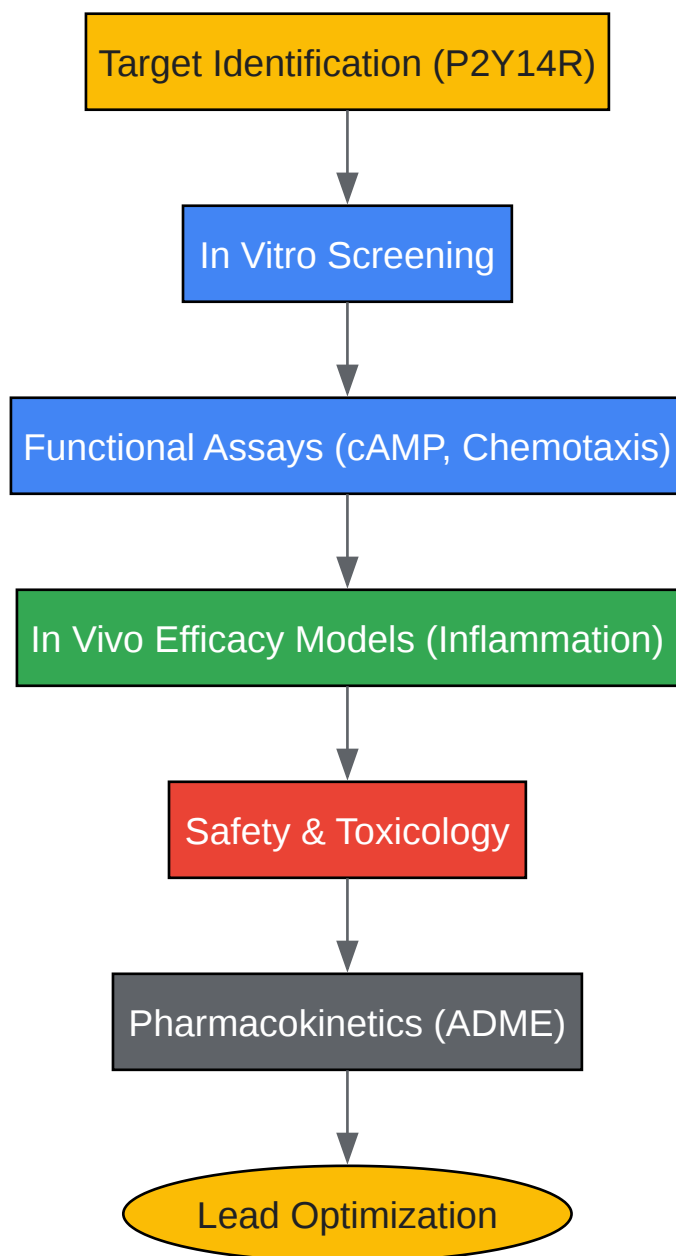 Target Identification (P2Y14R)
In Vitro Screening
Functional Assays (cAMP, Chemotaxis)
In Vivo Efficacy Models (Inflammation)
Safety & Toxicology
Pharmacokinetics (ADME)
Lead Optimization